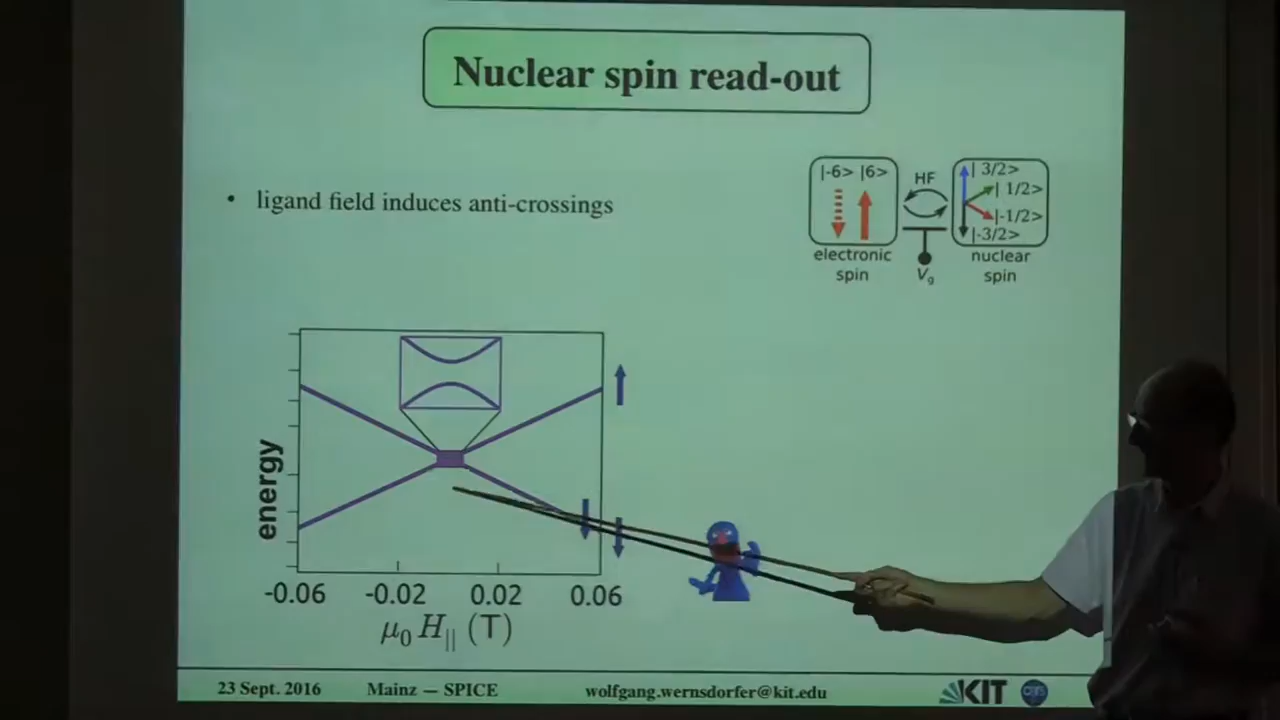 Nuclear spin read-out
• ligand field induces anti-crossings
|-6> |6>
HF
| 3/2>
| 1/2>
|-1/2>
|-3/2>
electronic spin
Vg
nuclear spin
energy
-0.06 -0.02 0.02 0.06
μ0 H|| (T)
23 Sept. 2016 Mainz — SPICE wolfgang.wernsdorfer@kit.edu KIT